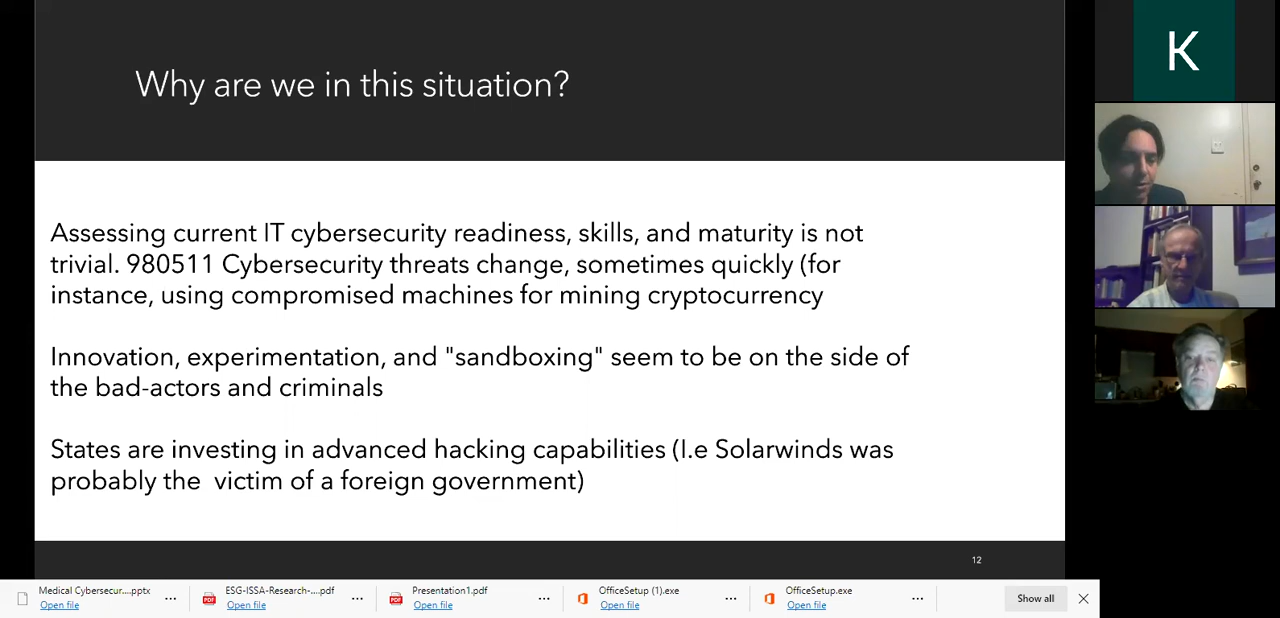 Why are we in this situation?
K
Assessing current IT cybersecurity readiness, skills, and maturity is not
trivial. 980511 Cybersecurity threats change, sometimes quickly (for
instance, using compromised machines for mining cryptocurrency
Innovation, experimentation, and "sandboxing" seem to be on the side of
the bad-actors and criminals
States are investing in advanced hacking capabilities (I.e Solarwinds was
probably the  victim of a foreign government)
12
Medical Cybersecur....pptx
Open file
...
PDF
ESG-ISSA-Research-....pdf
Open file
...
PDF
Presentation1.pdf
Open file
...
OfficeSetup (1).exe
Open file
...
OfficeSetup.exe
Open file
...
Show all